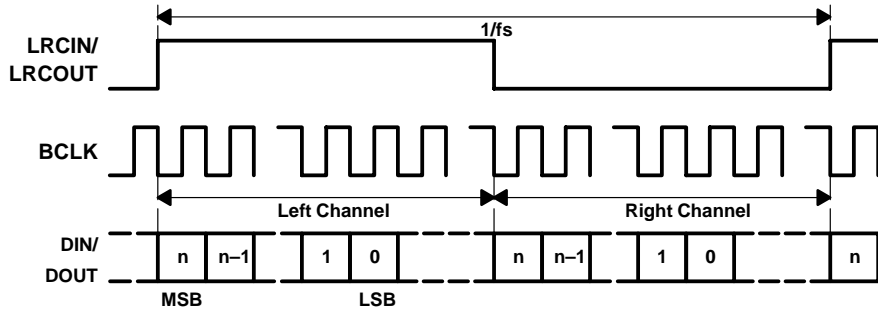 1/fs
LRCIN/
LRCOUT
BCLK
Left Channel Right Channel
DIN/
DOUT
n n–1 1 0 n n–1 1 0 n
MSB LSB